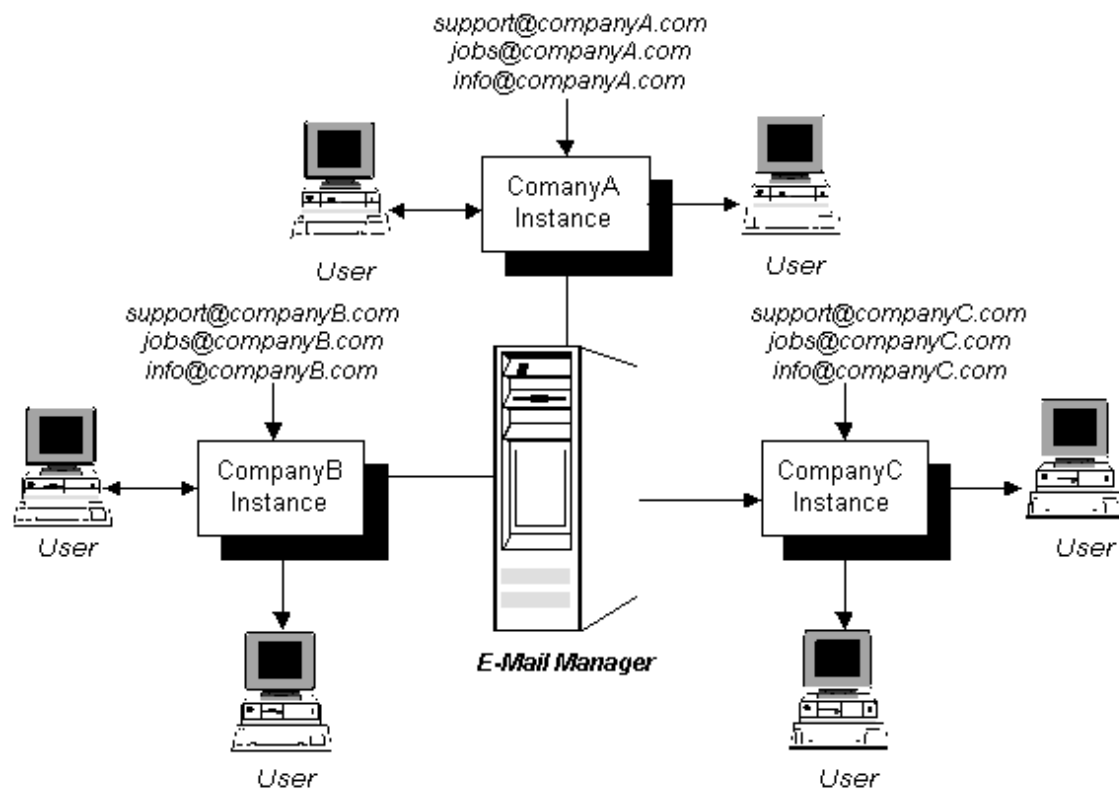 support@companyA.com
jobs@companyA.com
info@companyA.com
ComanyA
Instance
User
User
support@companyB.com
jobs@companyB.com
info@companyB.com
support@companyC.com
jobs@companyC.com
info@companyC.com
CompanyB
Instance
CompanyC
Instance
User
User
E-Mail Manager
User
User